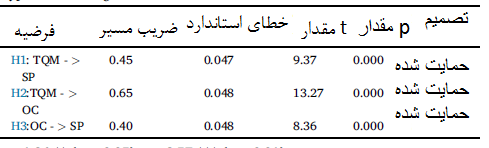 فرضیه ضریب مسیر خطای استاندارد t مقدار p مقدار تصمیم
H1: TQM - > SP 0.45 0.047 9.37 0.000 حمایت شده
H2:TQM - > OC 0.65 0.048 13.27 0.000 حمایت شده
H3:OC - > SP 0.40 0.048 8.36 0.000 حمایت شده